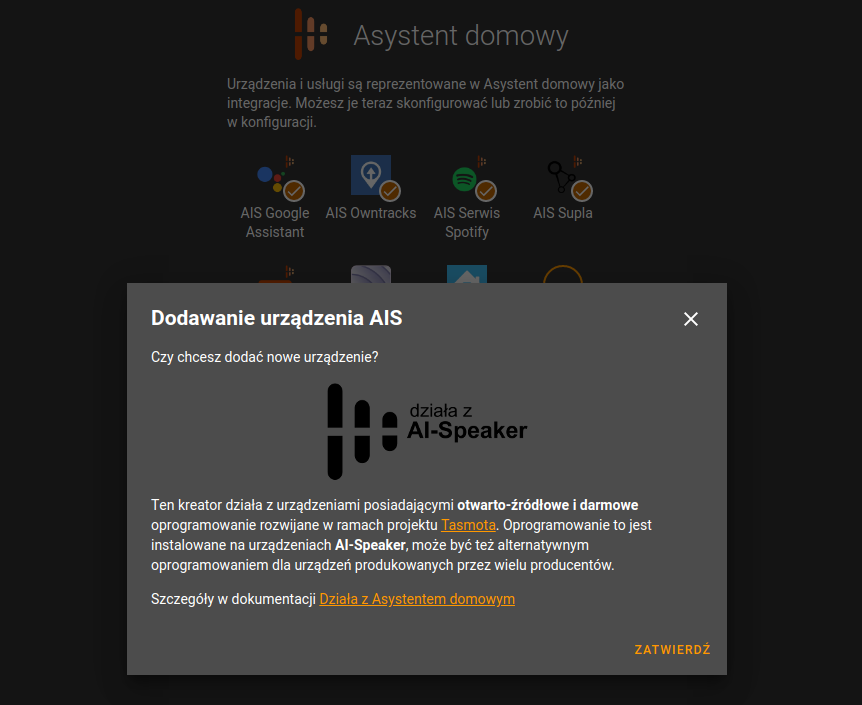 Asystent domowy
Urządzenia i usługi są reprezentowane w Asystent domowy jako
integracje. Możesz je teraz skonfigurować lub zrobić to później
w konfiguracji.
AIS Google
Assistant
AIS Owntracks
AIS Serwis
Spotify
AIS Supla
Dodawanie urządzenia AIS
Czy chcesz dodać nowe urządzenie?
działa z
AI-Speaker
Ten kreator działa z urządzeniami posiadającymi otwarto-źródłowe i darmowe
oprogramowanie rozwijane w ramach projektu Tasmota. Oprogramowanie to jest
instalowane na urządzeniach AI-Speaker, może być też alternatywnym
oprogramowaniem dla urządzeń produkowanych przez wielu producentów.
Szczegóły w dokumentacji Działa z Asystentem domowym
ZATWIERDŹ